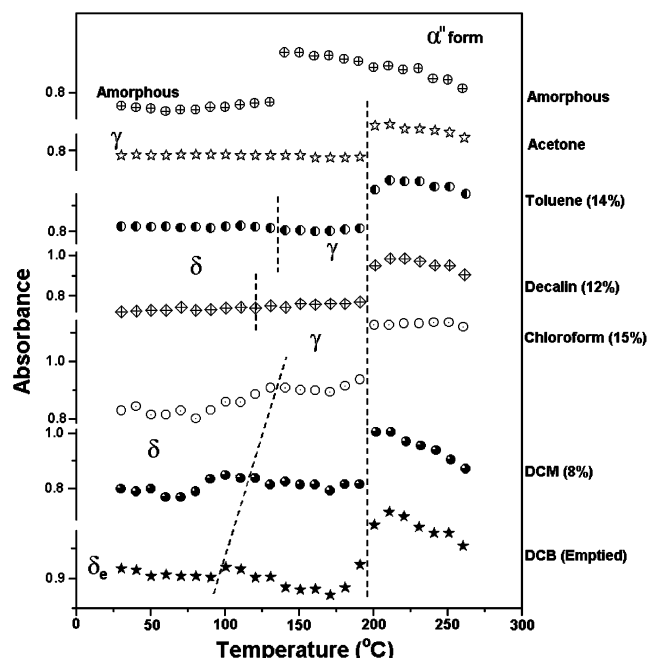 α" form
0.8
Amorphous
Amorphous
γ
0.8
Acetone
Toluene (14%)
0.8
γ
δ
1.0
Decalin (12%)
0.8
Chloroform (15%)
γ
1.0
0.8
δ
1.0
DCM (8%)
0.8
DCB (Emptied)
δe
0.9
0 50 100 150 200 250 300
Absorbance
Temperature (°C)